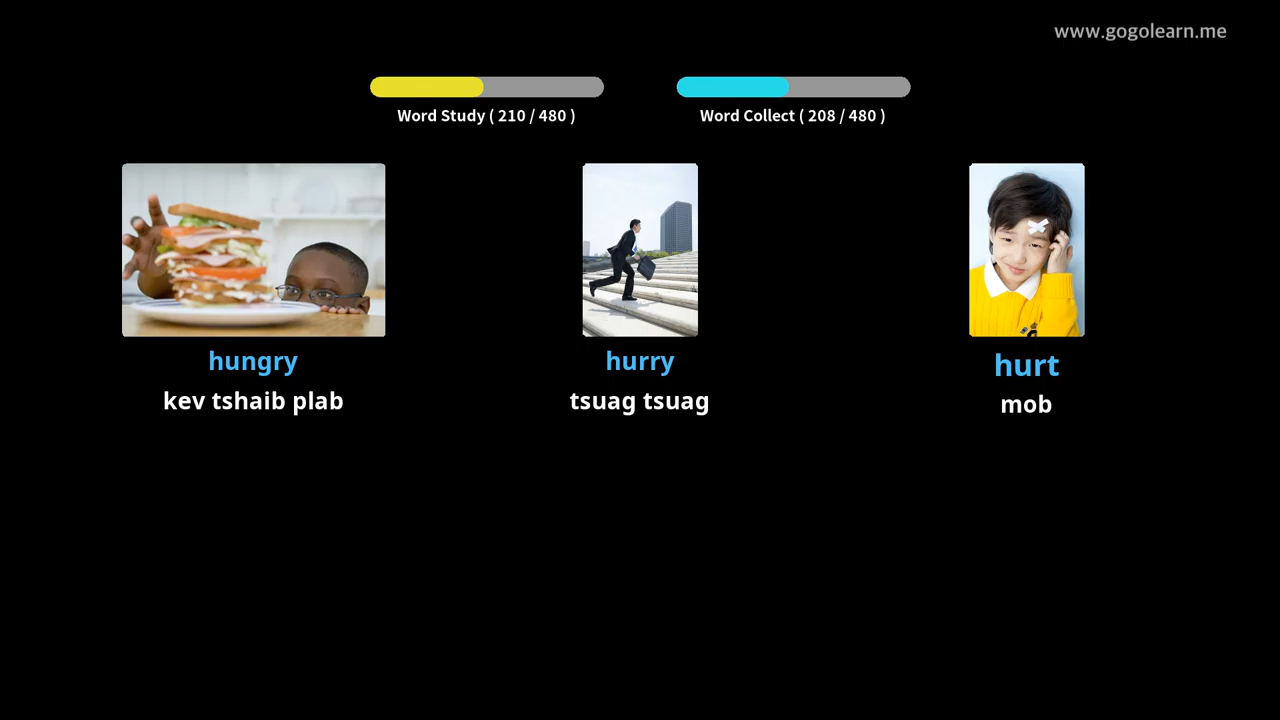 www.gogolearn.me
Word Study ( 210 / 480 )
Word Collect ( 208 / 480 )
hungry
kev tshaib plab
hurry
tsuag tsuag
hurt
mob